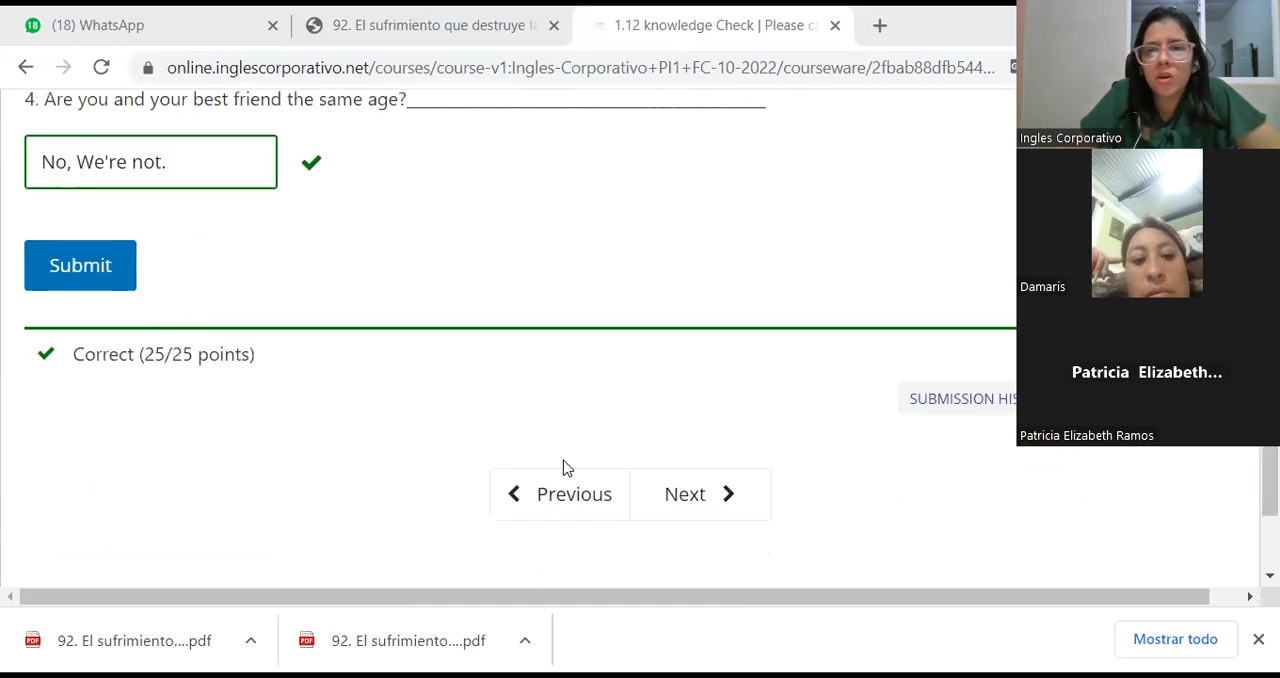 18 (18) WhatsApp
92. El sufrimiento que destruye la
1.12 knowledge Check | Please ca
online.inglescorporativo.net/courses/course-v1:Ingles-Corporativo+PI1+FC-10-2022/courseware/2fbab88dfb544...
4. Are you and your best friend the same age?
No, We're not.
Submit
Correct (25/25 points)
SUBMISSION HIS
Previous
Next
Ingles Corporativo
Damaris
Patricia Elizabeth...
Patricia Elizabeth Ramos
92. El sufrimiento....pdf
92. El sufrimiento....pdf
Mostrar todo